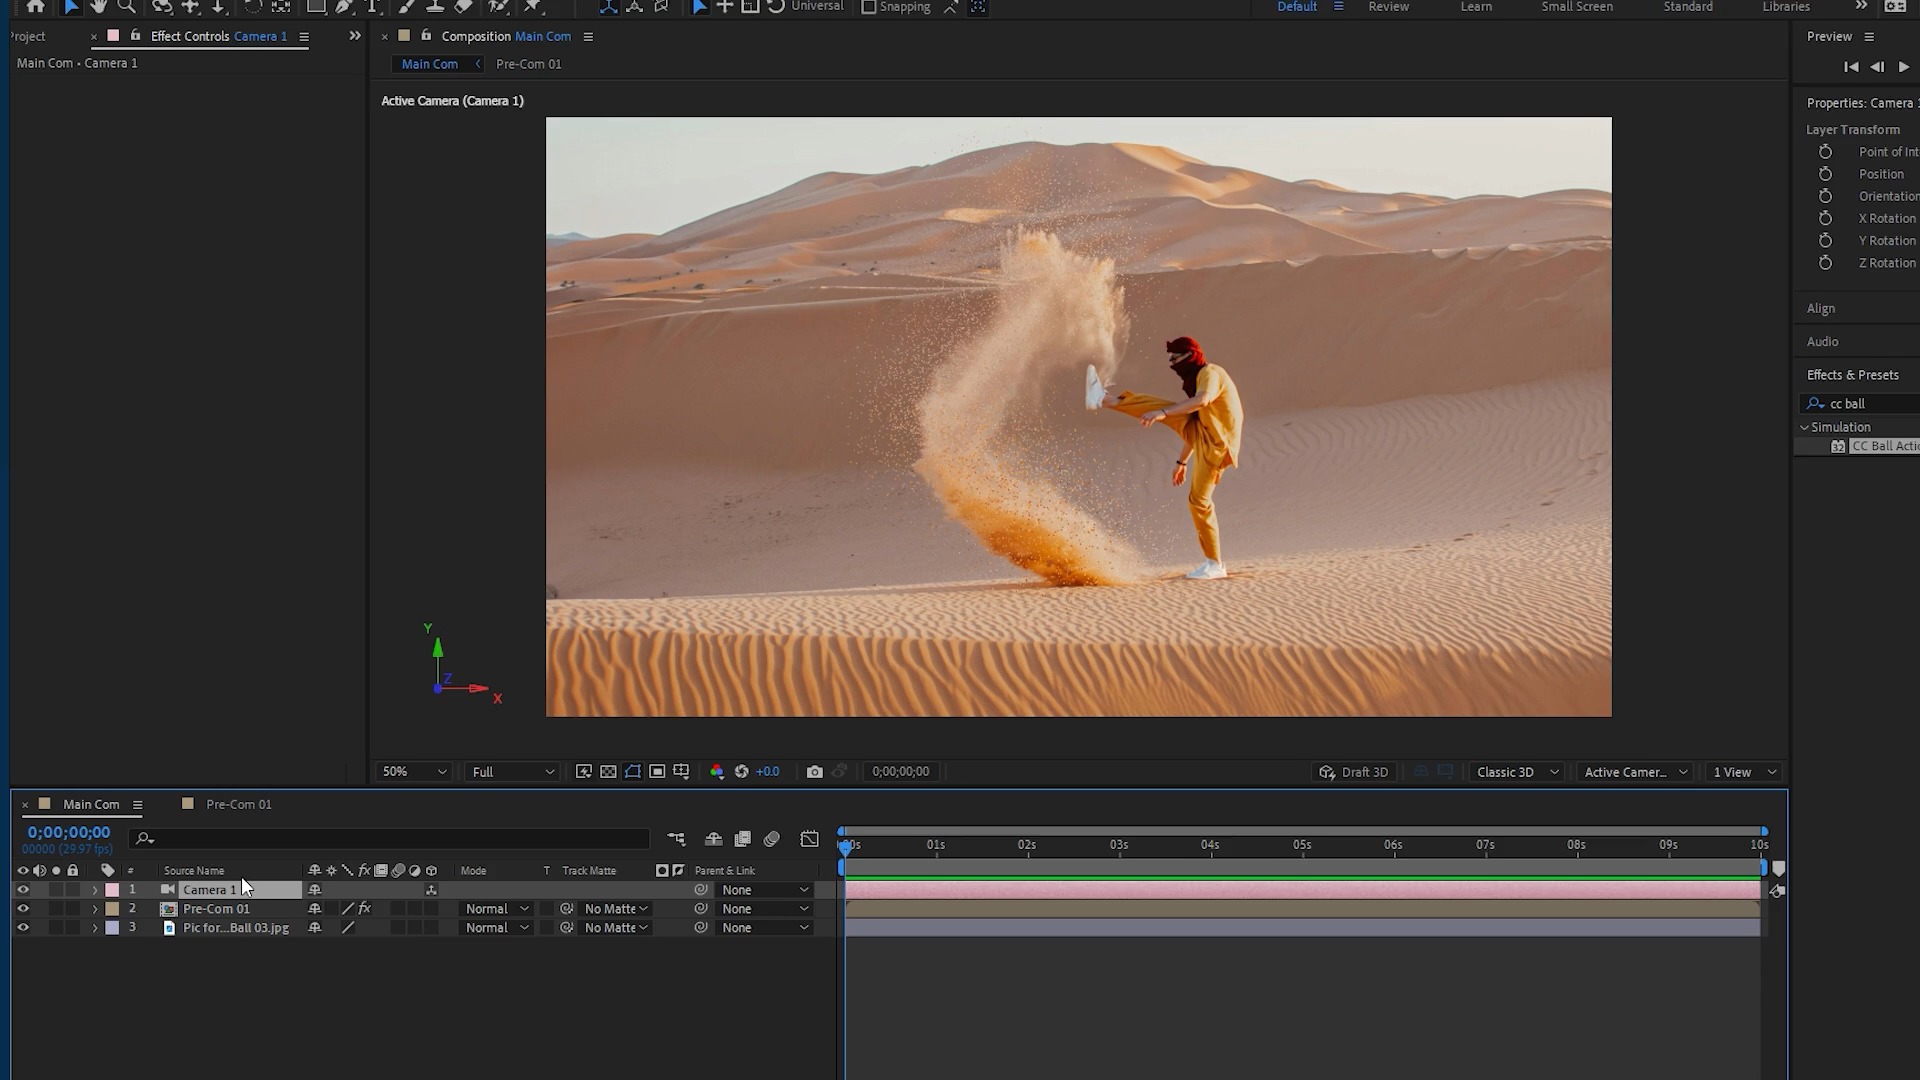 Universal
Snapping
Default
Review
Learn
Small Screen
Standard
Libraries
roject
Effect Controls Camera 1
Composition Main Com
Preview
Main Com • Camera 1
Main Com
Pre-Com 01
Active Camera (Camera 1)
Properties: Camera 1
Layer Transform
Point of Int
Position
Orientation
X Rotation
Y Rotation
Z Rotation
Align
Audio
Effects & Presets
cc ball
Simulation
32 CC Ball Actio
Y
Z
X
50%
Full
+0.0
0;00;00;00
Draft 3D
Classic 3D
Active Camer...
1 View
Main Com
Pre-Com 01
0;00;00;00
00000 (29.97 fps)
:00s 01s 02s 03s 04s 05s 06s 07s 08s 09s 10s
# Source Name fx Mode T Track Matte Parent & Link
1 Camera 1 None
2 Pre-Com 01 fx Normal No Matte None
3 Pic for...Ball 03.jpg Normal No Matte None